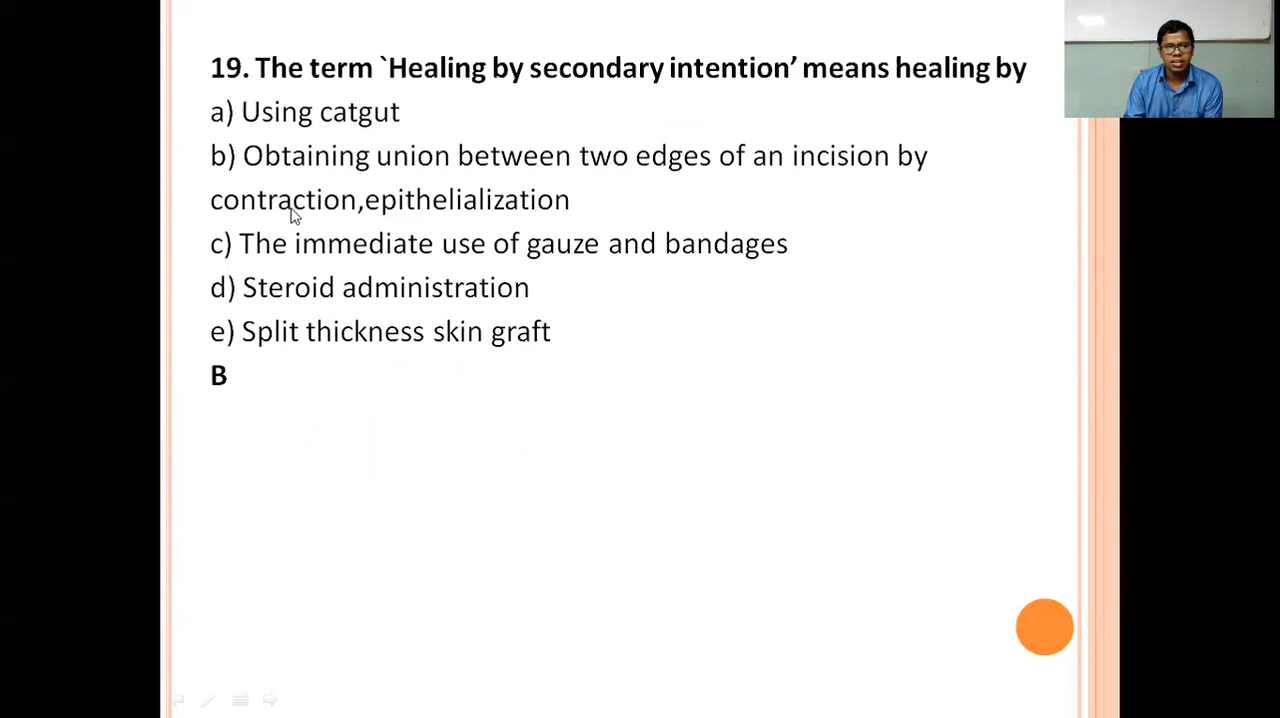 19. The term `Healing by secondary intention’ means healing by
a) Using catgut
b) Obtaining union between two edges of an incision by
contraction,epithelialization
c) The immediate use of gauze and bandages
d) Steroid administration
e) Split thickness skin graft
B